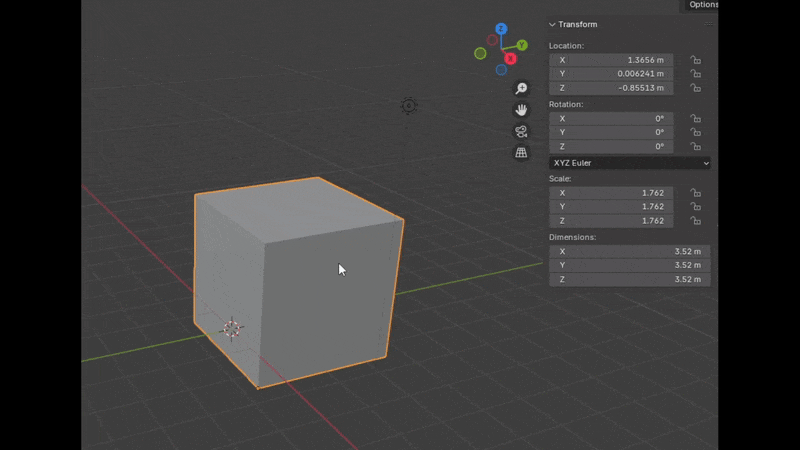 Options
Transform
Location:
X 1.3656 m
Y 0.006241 m
Z -0.85513 m
Rotation:
X 0°
Y 0°
Z 0°
XYZ Euler
Scale:
X 1.762
Y 1.762
Z 1.762
Dimensions:
X 3.52 m
Y 3.52 m
Z 3.52 m
Z
Y
X